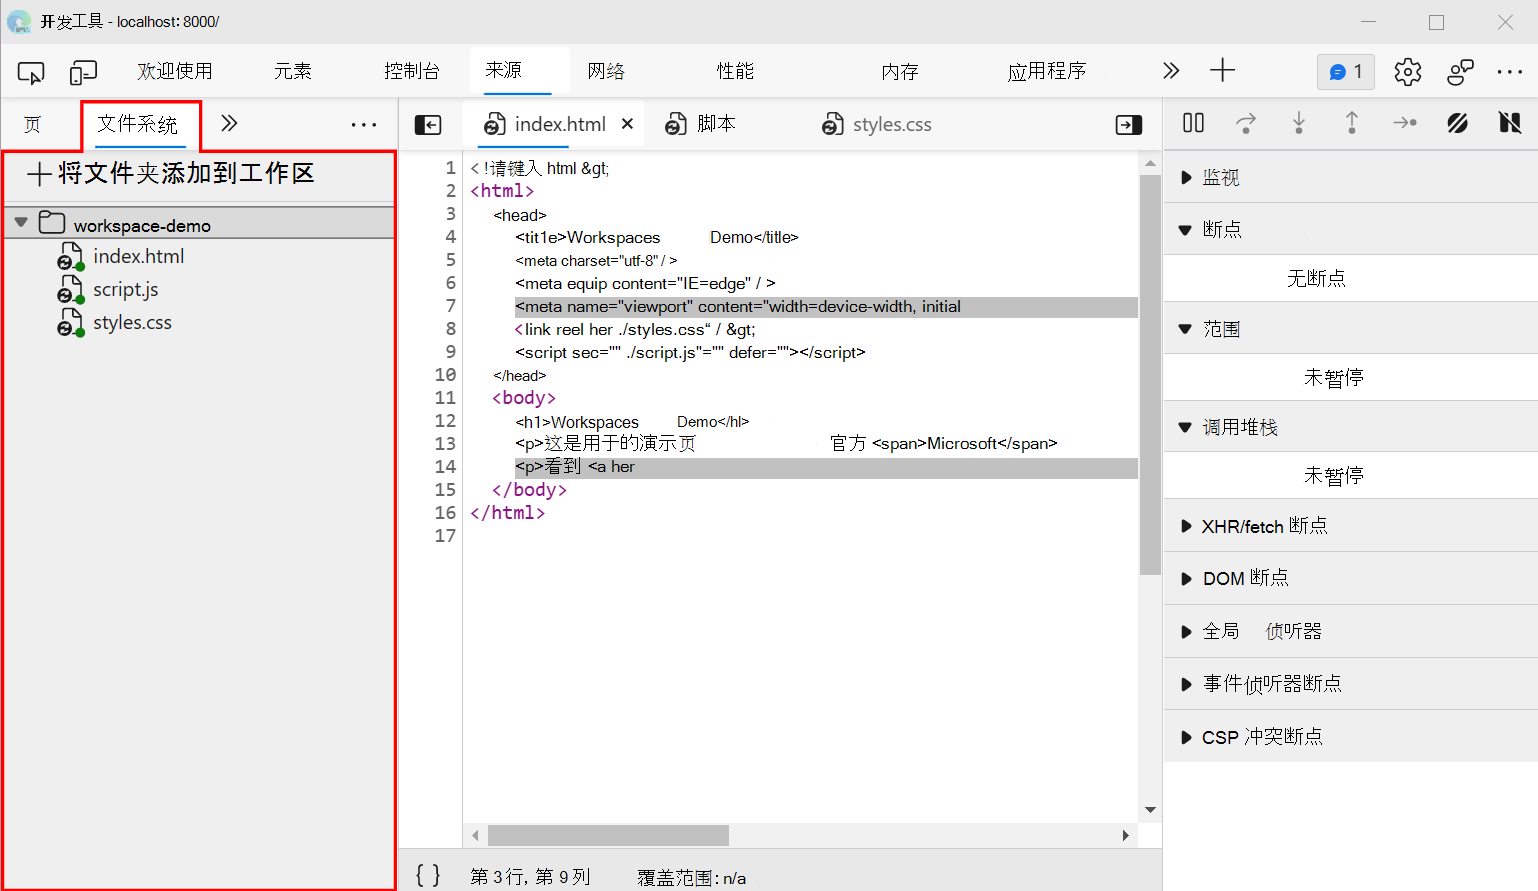 开发工具 - localhost: 8000/
欢迎使用 元素 控制台 来源 网络 性能 内存 应用程序 1
页 文件系统
将文件夹添加到工作区
workspace-demo
index.html
script.js
styles.css
index.html 脚本 styles.css
1 < !请键入 html &gt;
2 <html>
3 <head>
4 <tit1e>Workspaces Demo</title>
5 <meta charset="utf-8" / >
6 <meta equip content="IE=edge" / >
7 <meta name="viewport" content="width=device-width, initial
8 <link reel her ./styles.css“ / &gt;
9 <script sec="" ./script.js"="" defer=""></script>
10 </head>
11 <body>
12 <h1>Workspaces Demo</hl>
13 <p>这是用于的演示页 官方 <span>Microsoft</span>
14 <p>看到 <a her
15 </body>
16 </html>
17
{ } 第 3 行, 第 9 列 覆盖范围: n/a
监视
断点
无断点
范围
未暂停
调用堆栈
未暂停
XHR/fetch 断点
DOM 断点
全局 侦听器
事件侦听器断点
CSP 冲突断点